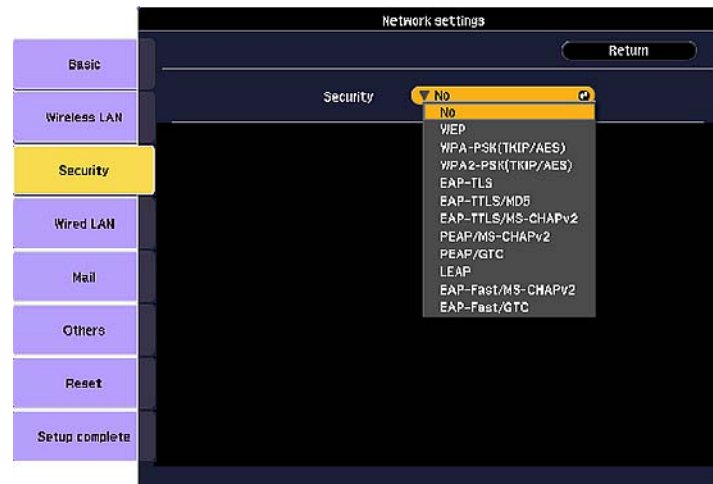 Network settings
Return
Basic
Wireless LAN
Security
Wired LAN
Mail
Others
Reset
Setup complete
Security
No
No
WEP
WPA-PSK(TKIP/AES)
WPA2-PSK(TKIP/AES)
EAP-TLS
EAP-TTLS/MD5
EAP-TTLS/MS-CHAPv2
PEAP/MS-CHAPv2
PEAP/GTC
LEAP
EAP-Fast/MS-CHAPv2
EAP-Fast/GTC